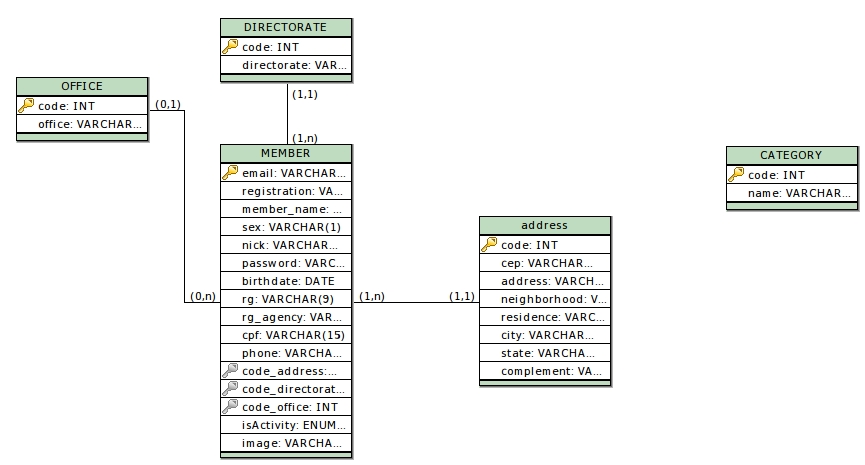 DIRECTORATE
code: INT
directorate: VAR...
(1,1)
(1,n)
OFFICE
code: INT
office: VARCHAR...
(0,1)
(0,n)
MEMBER
email: VARCHAR...
registration: VA...
member_name: ...
sex: VARCHAR(1)
nick: VARCHAR...
password: VARC...
birthdate: DATE
rg: VARCHAR(9)
rg_agency: VAR...
cpf: VARCHAR(15)
phone: VARCHA...
code_address:...
code_directorat...
code_office: INT
isActivity: ENUM...
image: VARCHA...
(1,n)
(1,1)
address
code: INT
cep: VARCHAR...
address: VARCH...
neighborhood: V...
residence: VARC...
city: VARCHAR...
state: VARCHA...
complement: VA...
CATEGORY
code: INT
name: VARCHAR...